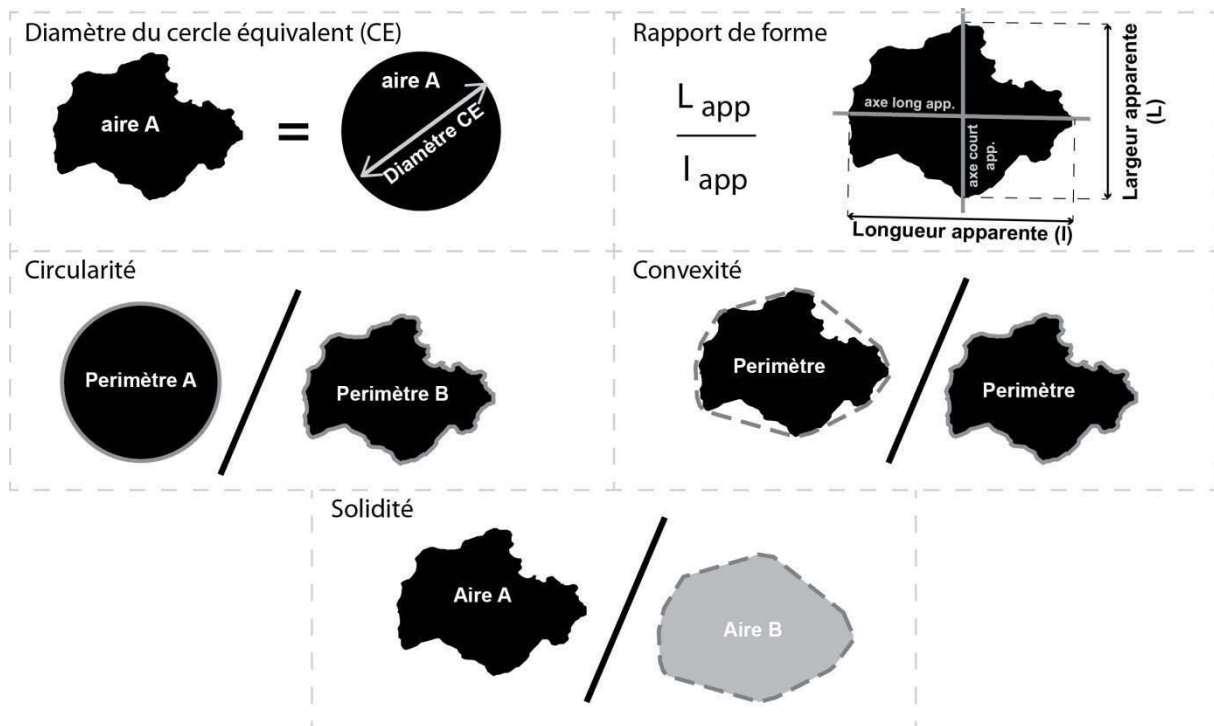 Diamètre du cercle équivalent (CE)
aire A
=
aire A
Diamètre CE
Rapport de forme
L app
l app
axe long app.
axe court
app.
Largeur apparente
(L)
Longueur apparente (l)
Circularité
Perimètre A
Perimètre B
Convexité
Perimètre
Perimètre
Solidité
Aire A
Aire B